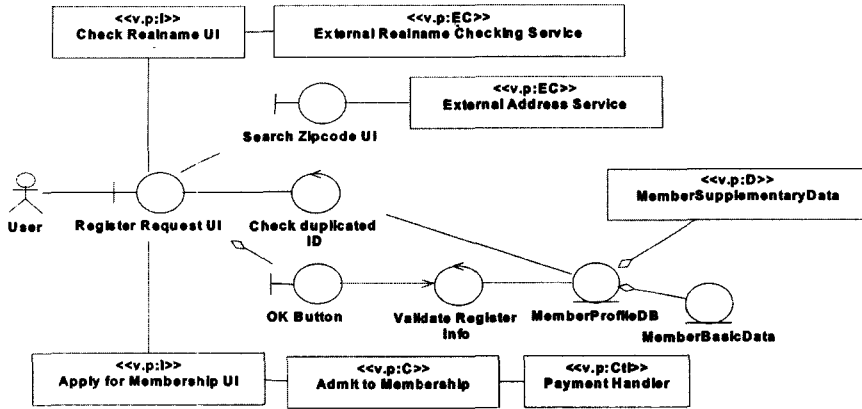 <<v.p:I>>
Check Realname UI
<<v.p:EC>>
External Realname Checking Service
<<v.p:EC>>
External Address Service
Search Zipcode UI
<<v.p:D>>
MemberSupplementaryData
User
Register Request UI
Check duplicated
ID
OK Button
Validate Register
Info
MemberProfileDB
MemberBasicData
<<v.p:I>>
Apply for Membership UI
<<v.p:C>>
Admit to Membership
<<v.p:Ctl>>
Payment Handler